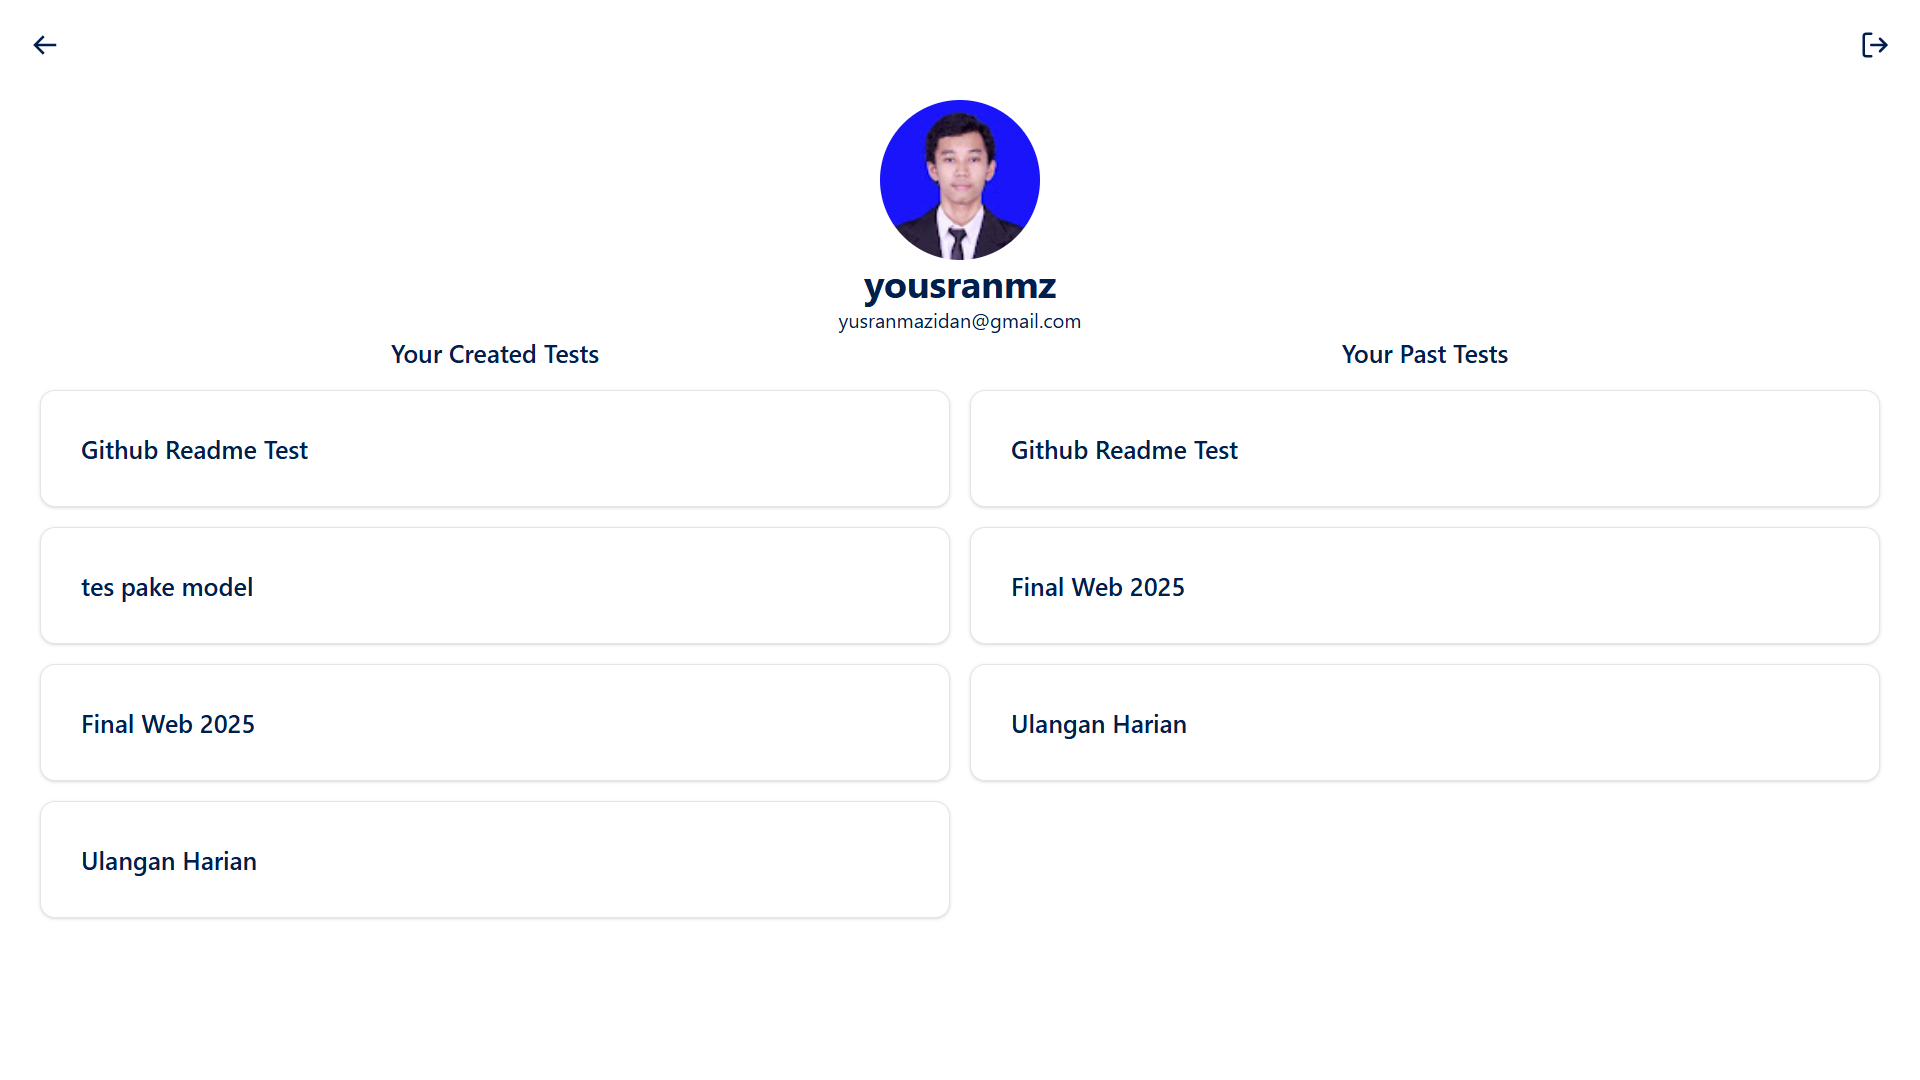 yousranmz
yusranmazidan@gmail.com
Your Created Tests
Github Readme Test
tes pake model
Final Web 2025
Ulangan Harian
Your Past Tests
Github Readme Test
Final Web 2025
Ulangan Harian